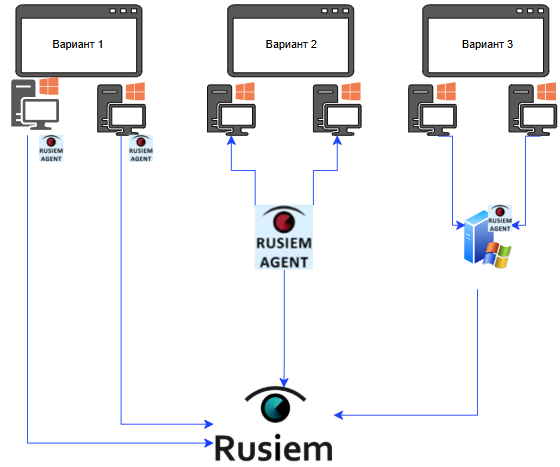 Вариант 1
Вариант 2
Вариант 3
RUSIEM
AGENT
RUSIEM
AGENT
RUSIEM
AGENT
RUSIEM
AGENT
Rusiem